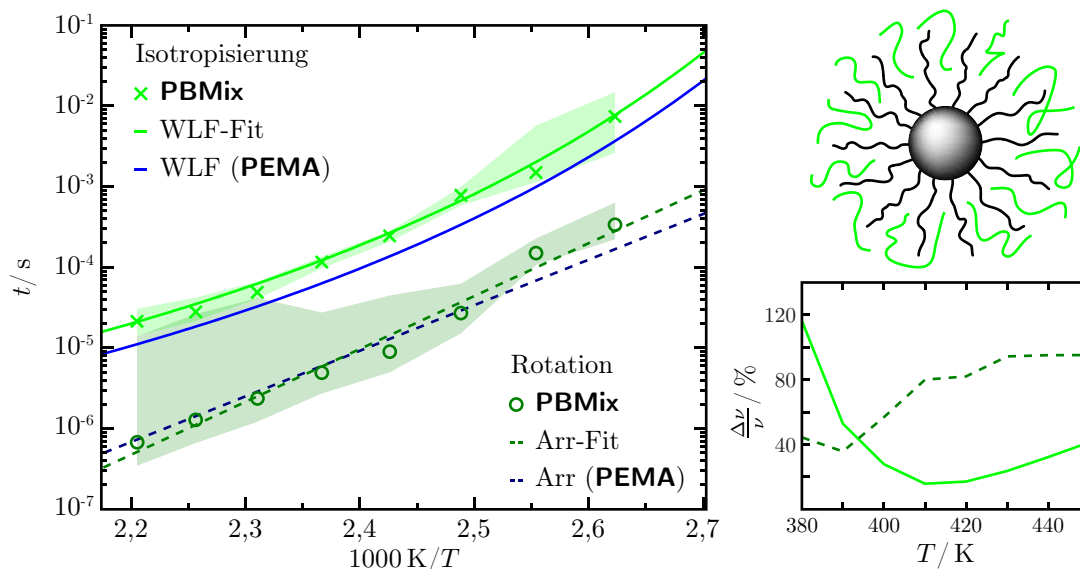 10⁻¹
10⁻²
10⁻³
10⁻⁴
10⁻⁵
10⁻⁶
10⁻⁷
t / s
Isotropisierung
PBMix
WLF-Fit
WLF (PEMA)
Rotation
PBMix
Arr-Fit
Arr (PEMA)
2,2 2,3 2,4 2,5 2,6 2,7
1000 K/T
120
80
40
Δν/ν / %
380 400 420 440
T / K